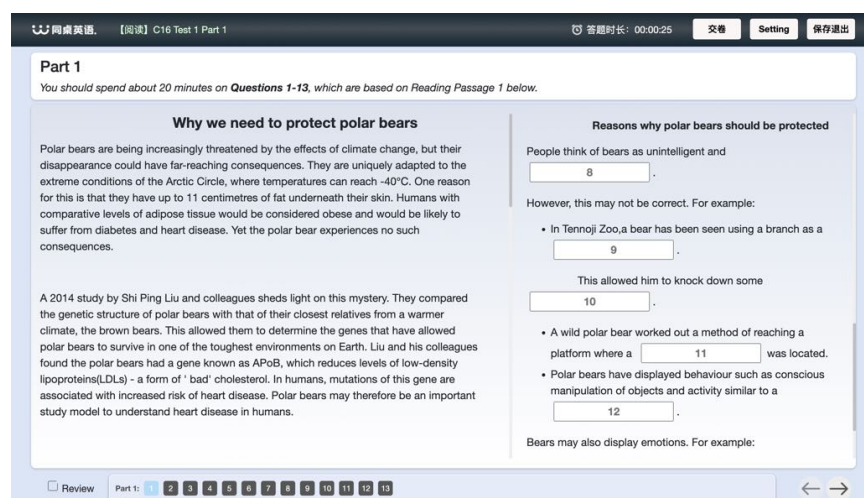 同桌英语. 【阅读】C16 Test 1 Part 1 答题时长: 00:00:25 交卷 Setting 保存退出
Part 1
You should spend about 20 minutes on Questions 1-13, which are based on Reading Passage 1 below.
Why we need to protect polar bears
Polar bears are being increasingly threatened by the effects of climate change, but their
disappearance could have far-reaching consequences. They are uniquely adapted to the
extreme conditions of the Arctic Circle, where temperatures can reach -40°C. One reason
for this is that they have up to 11 centimetres of fat underneath their skin. Humans with
comparative levels of adipose tissue would be considered obese and would be likely to
suffer from diabetes and heart disease. Yet the polar bear experiences no such
consequences.
A 2014 study by Shi Ping Liu and colleagues sheds light on this mystery. They compared
the genetic structure of polar bears with that of their closest relatives from a warmer
climate, the brown bears. This allowed them to determine the genes that have allowed
polar bears to survive in one of the toughest environments on Earth. Liu and his colleagues
found the polar bears had a gene known as APoB, which reduces levels of low-density
lipoproteins(LDLs) - a form of ' bad' cholesterol. In humans, mutations of this gene are
associated with increased risk of heart disease. Polar bears may therefore be an important
study model to understand heart disease in humans.
Reasons why polar bears should be protected
People think of bears as unintelligent and
8 .
However, this may not be correct. For example:
• In Tennoji Zoo,a bear has been seen using a branch as a
9 .
This allowed him to knock down some
10 .
• A wild polar bear worked out a method of reaching a
platform where a 11 was located.
• Polar bears have displayed behaviour such as conscious
manipulation of objects and activity similar to a
12 .
Bears may also display emotions. For example:
Review Part 1: 1 2 3 4 5 6 7 8 9 10 11 12 13 ← →